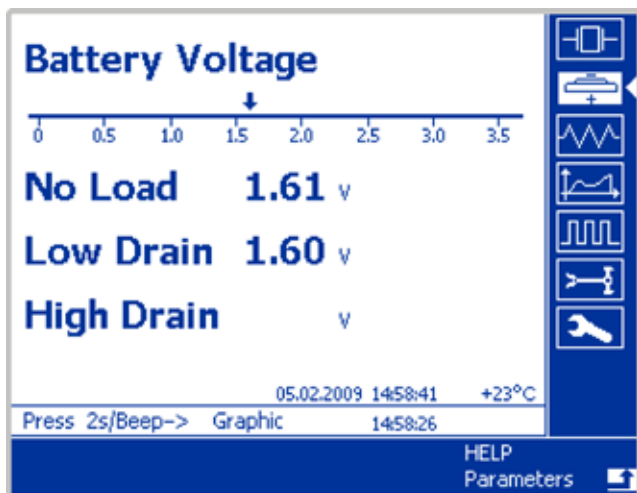 Battery Voltage
0 0.5 1.0 1.5 2.0 2.5 3.0 3.5
No Load 1.61 V
Low Drain 1.60 V
High Drain V
05.02.2009 14:58:41 +23°C
Press 2s/Beep-> Graphic 14:58:26
HELP
Parameters